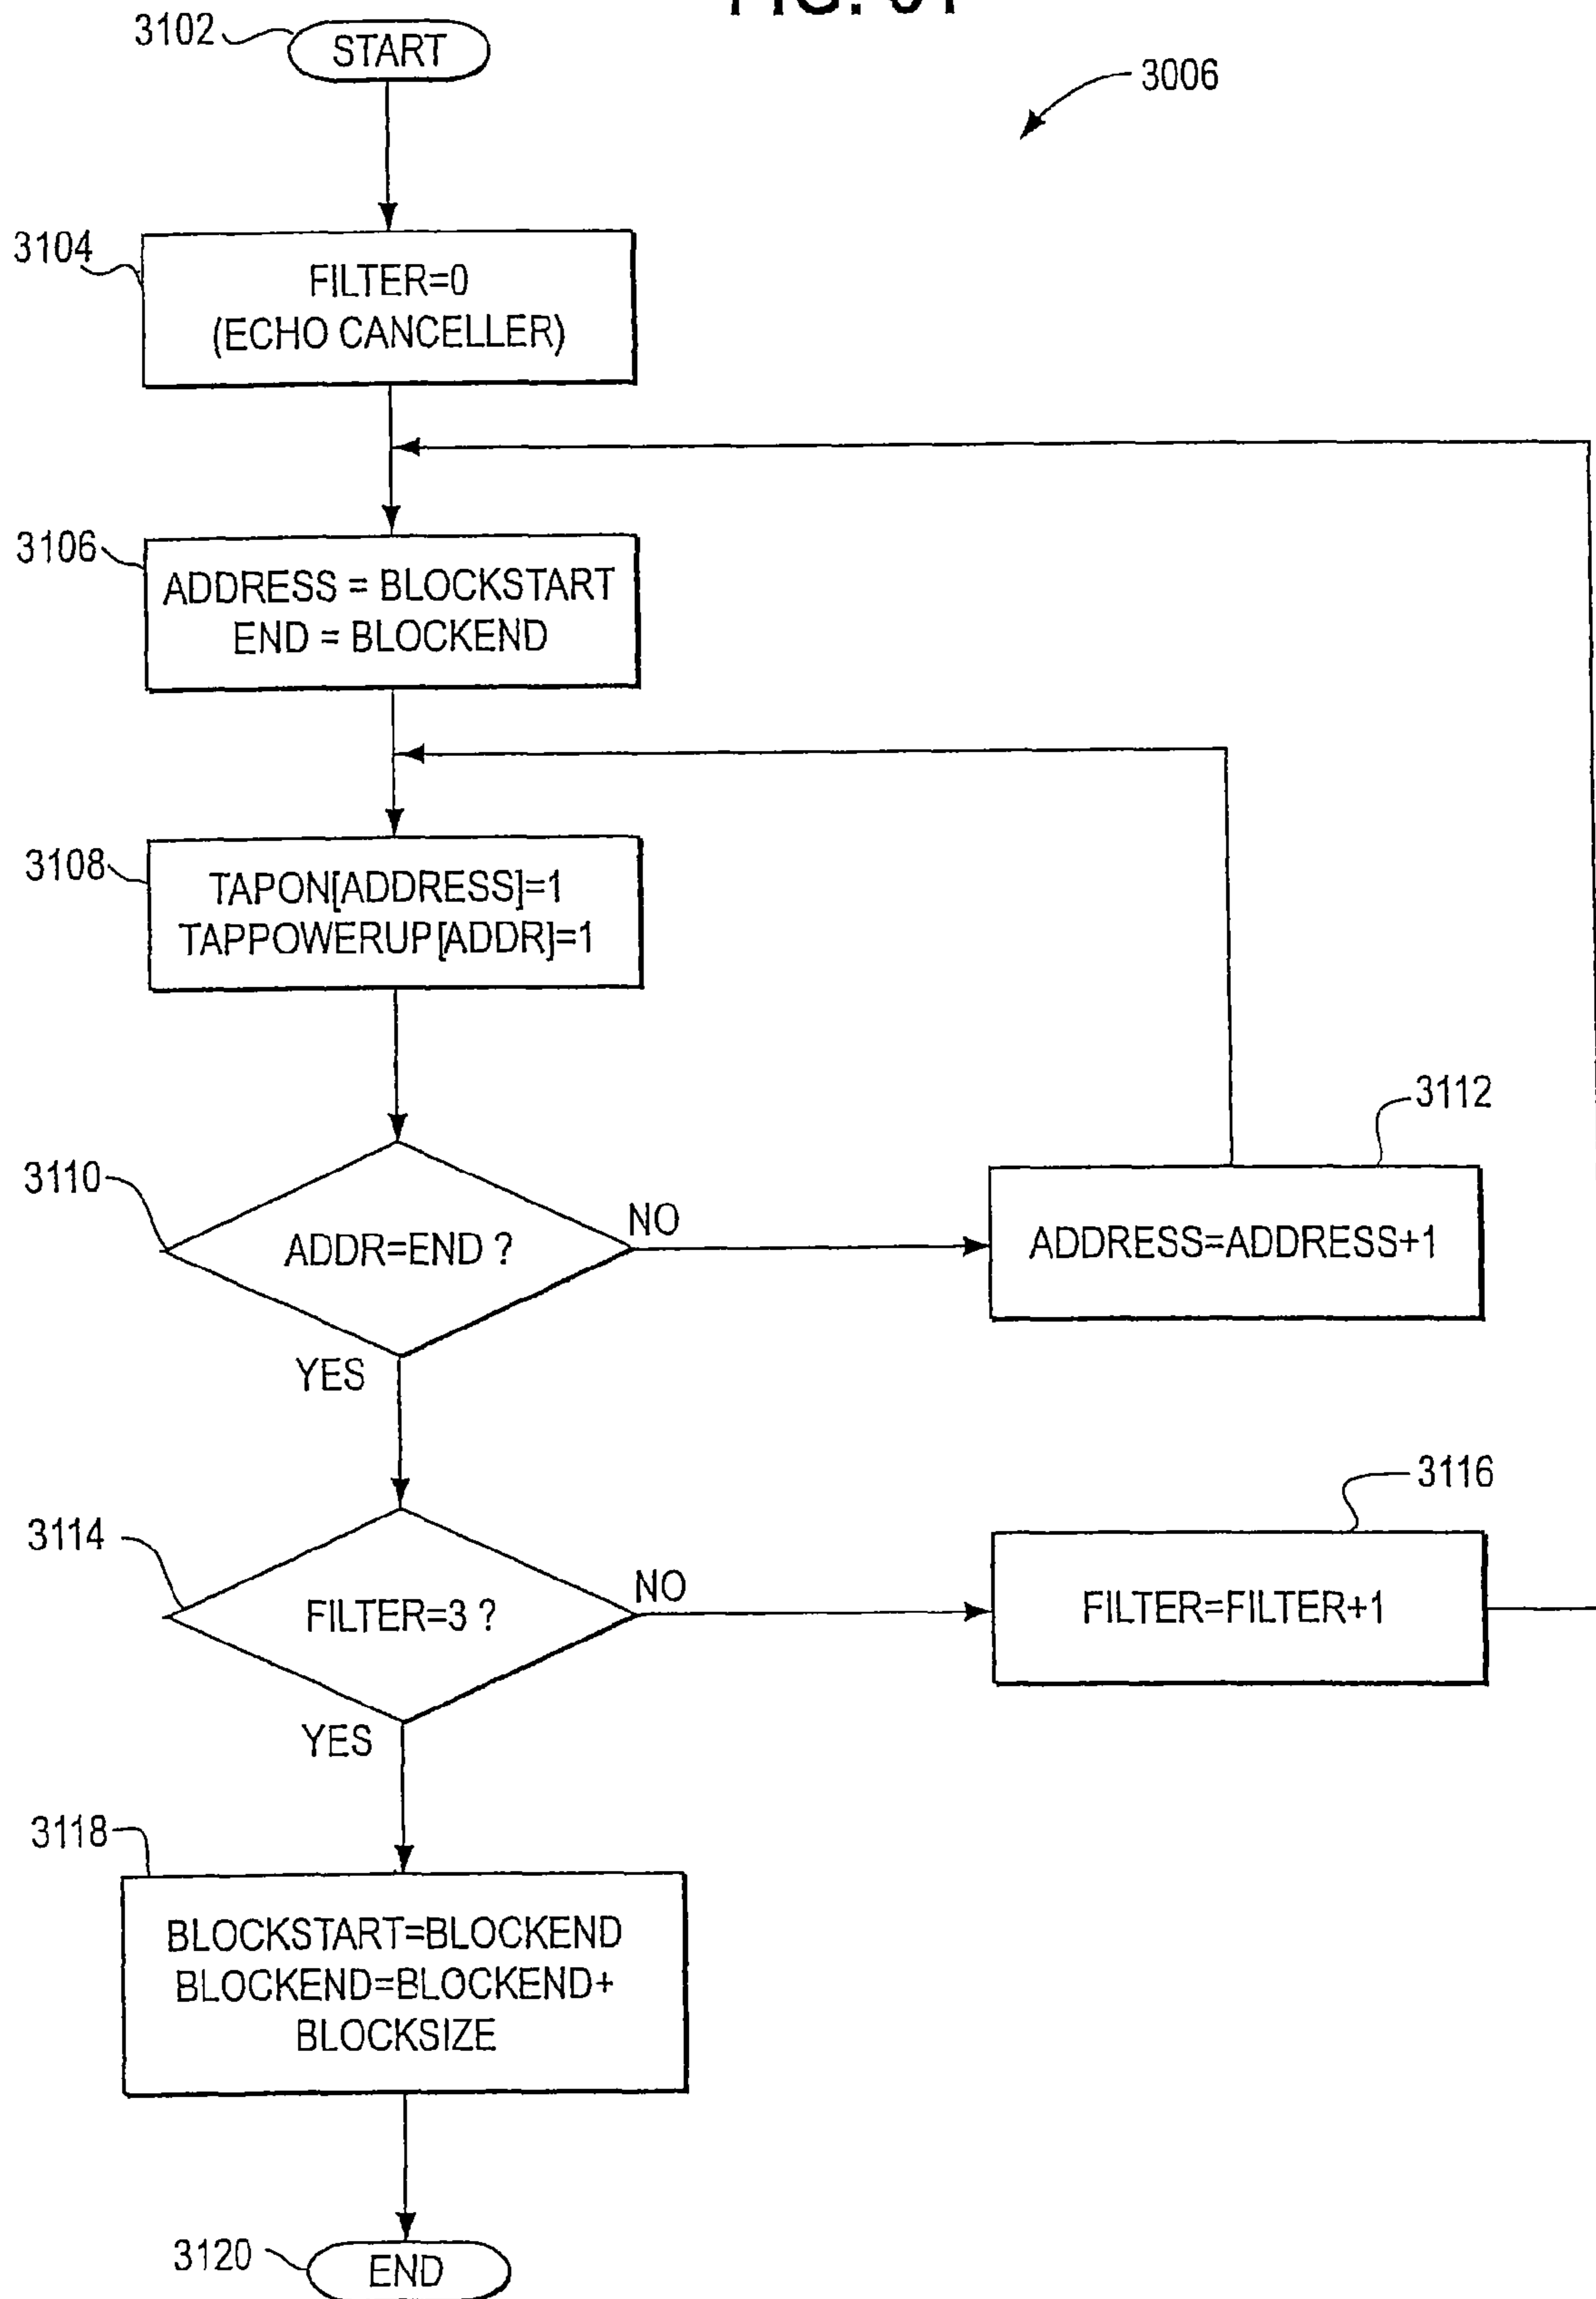 3102
START
3006
3104
FILTER=0
(ECHO CANCELLER)
3106
ADDRESS = BLOCKSTART
END = BLOCKEND
3108
TAPON[ADDRESS]=1
TAPPOWERUP[ADDR]=1
3112
3110
ADDR=END ?
NO
ADDRESS=ADDRESS+1
YES
3116
3114
FILTER=3 ?
NO
FILTER=FILTER+1
YES
3118
BLOCKSTART=BLOCKEND
BLOCKEND=BLOCKEND+
BLOCKSIZE
3120
END